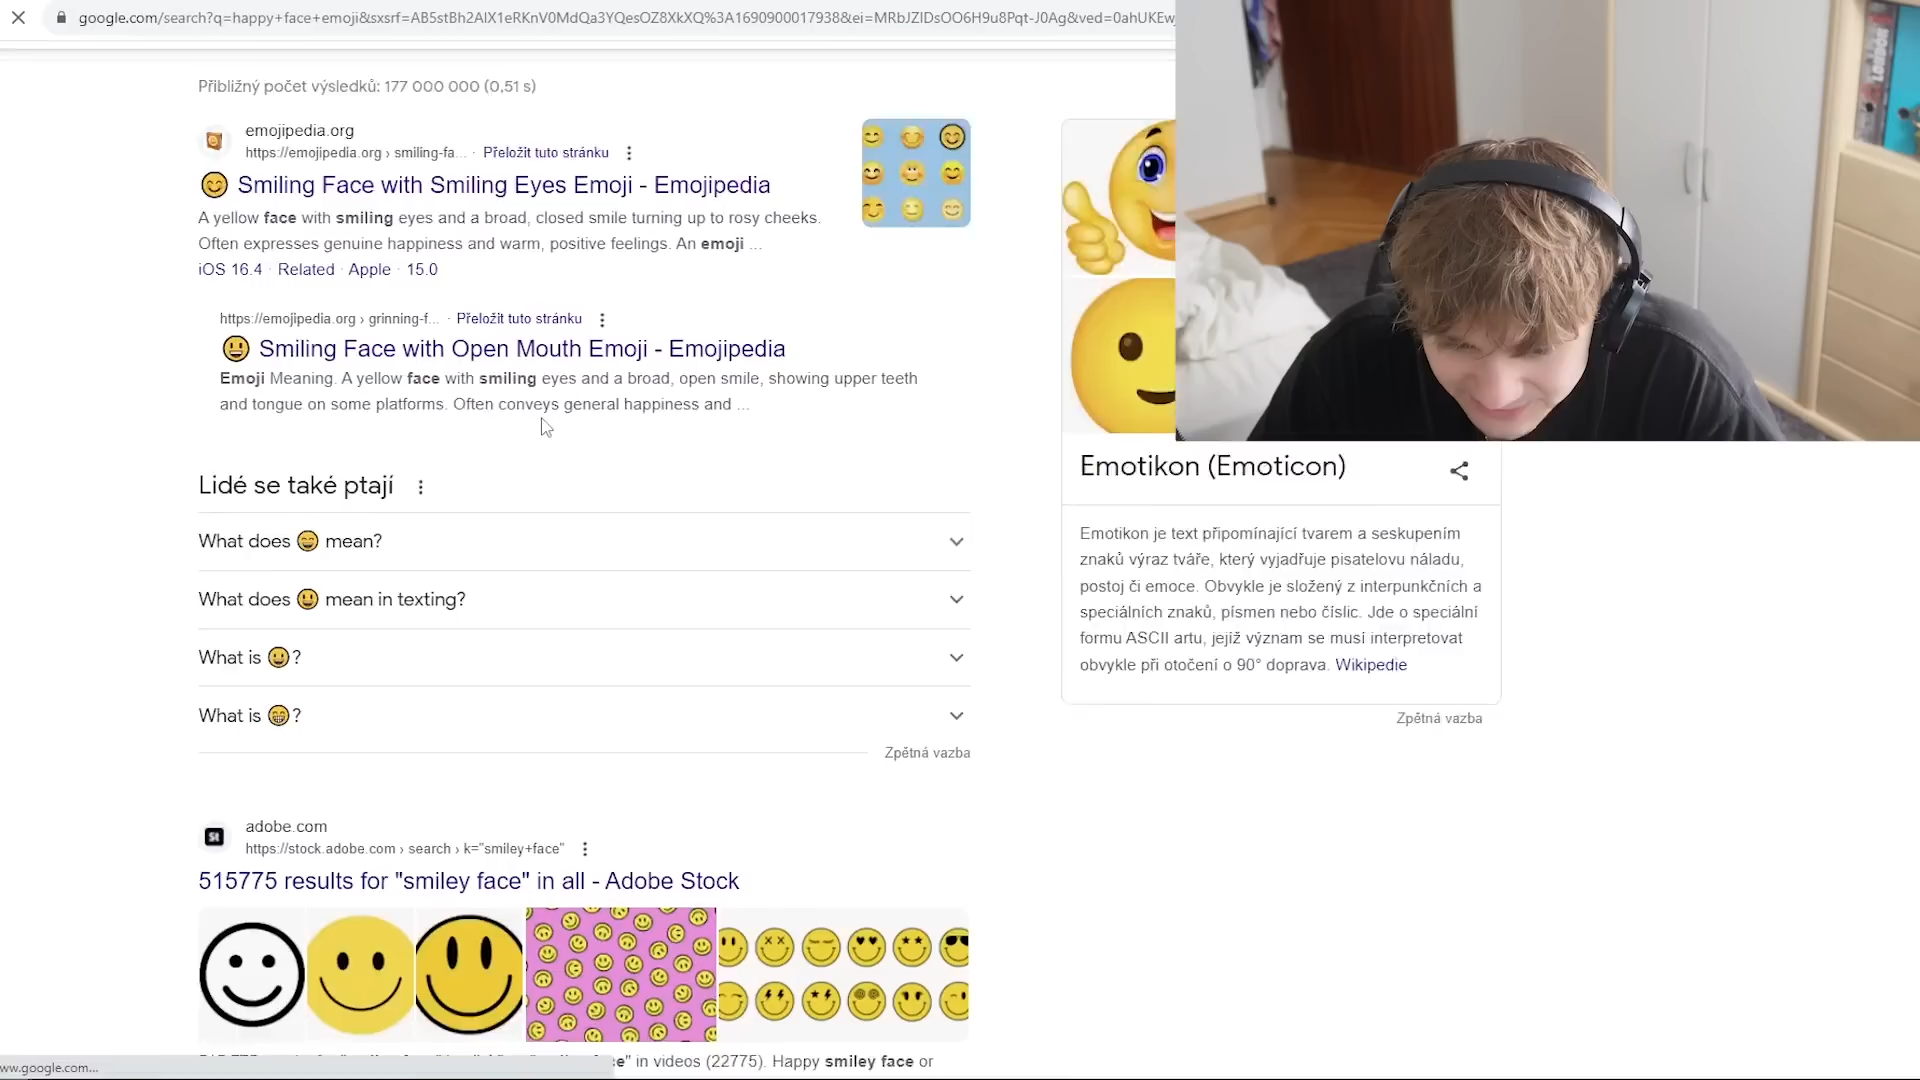 google.com/search?q=happy+face+emoji&sxsrf=AB5stBh2AlX1eRKnV0MdQa3YQesOZ8XkXQ%3A1690900017938&ei=MRbJZIDsOO6H9u8Pqt-J0Ag&ved=0ahUKEw
Přibližný počet výsledků: 177 000 000 (0,51 s)
emojipedia.org
https://emojipedia.org › smiling-fa... · Přeložit tuto stránku
😊 Smiling Face with Smiling Eyes Emoji - Emojipedia
A yellow face with smiling eyes and a broad, closed smile turning up to rosy cheeks.
Often expresses genuine happiness and warm, positive feelings. An emoji ...
iOS 16.4 · Related · Apple · 15.0
https://emojipedia.org › grinning-f... · Přeložit tuto stránku
😃 Smiling Face with Open Mouth Emoji - Emojipedia
Emoji Meaning. A yellow face with smiling eyes and a broad, open smile, showing upper teeth
and tongue on some platforms. Often conveys general happiness and ...
Lidé se také ptají
What does 😄 mean?
What does 😃 mean in texting?
What is 😀?
What is 😁?
Zpětná vazba
adobe.com
https://stock.adobe.com › search › k="smiley+face"
515775 results for "smiley face" in all - Adobe Stock
" in videos (22775). Happy smiley face or
ww.google.com...
Emotikon (Emoticon)
Emotikon je text připomínající tvarem a seskupením
znaků výraz tváře, který vyjadřuje pisatelovu náladu,
postoj či emoce. Obvykle je složený z interpunkčních a
speciálních znaků, písmen nebo číslic. Jde o speciální
formu ASCII artu, jejíž význam se musí interpretovat
obvykle při otočení o 90° doprava. Wikipedie
Zpětná vazba
St
LONDON